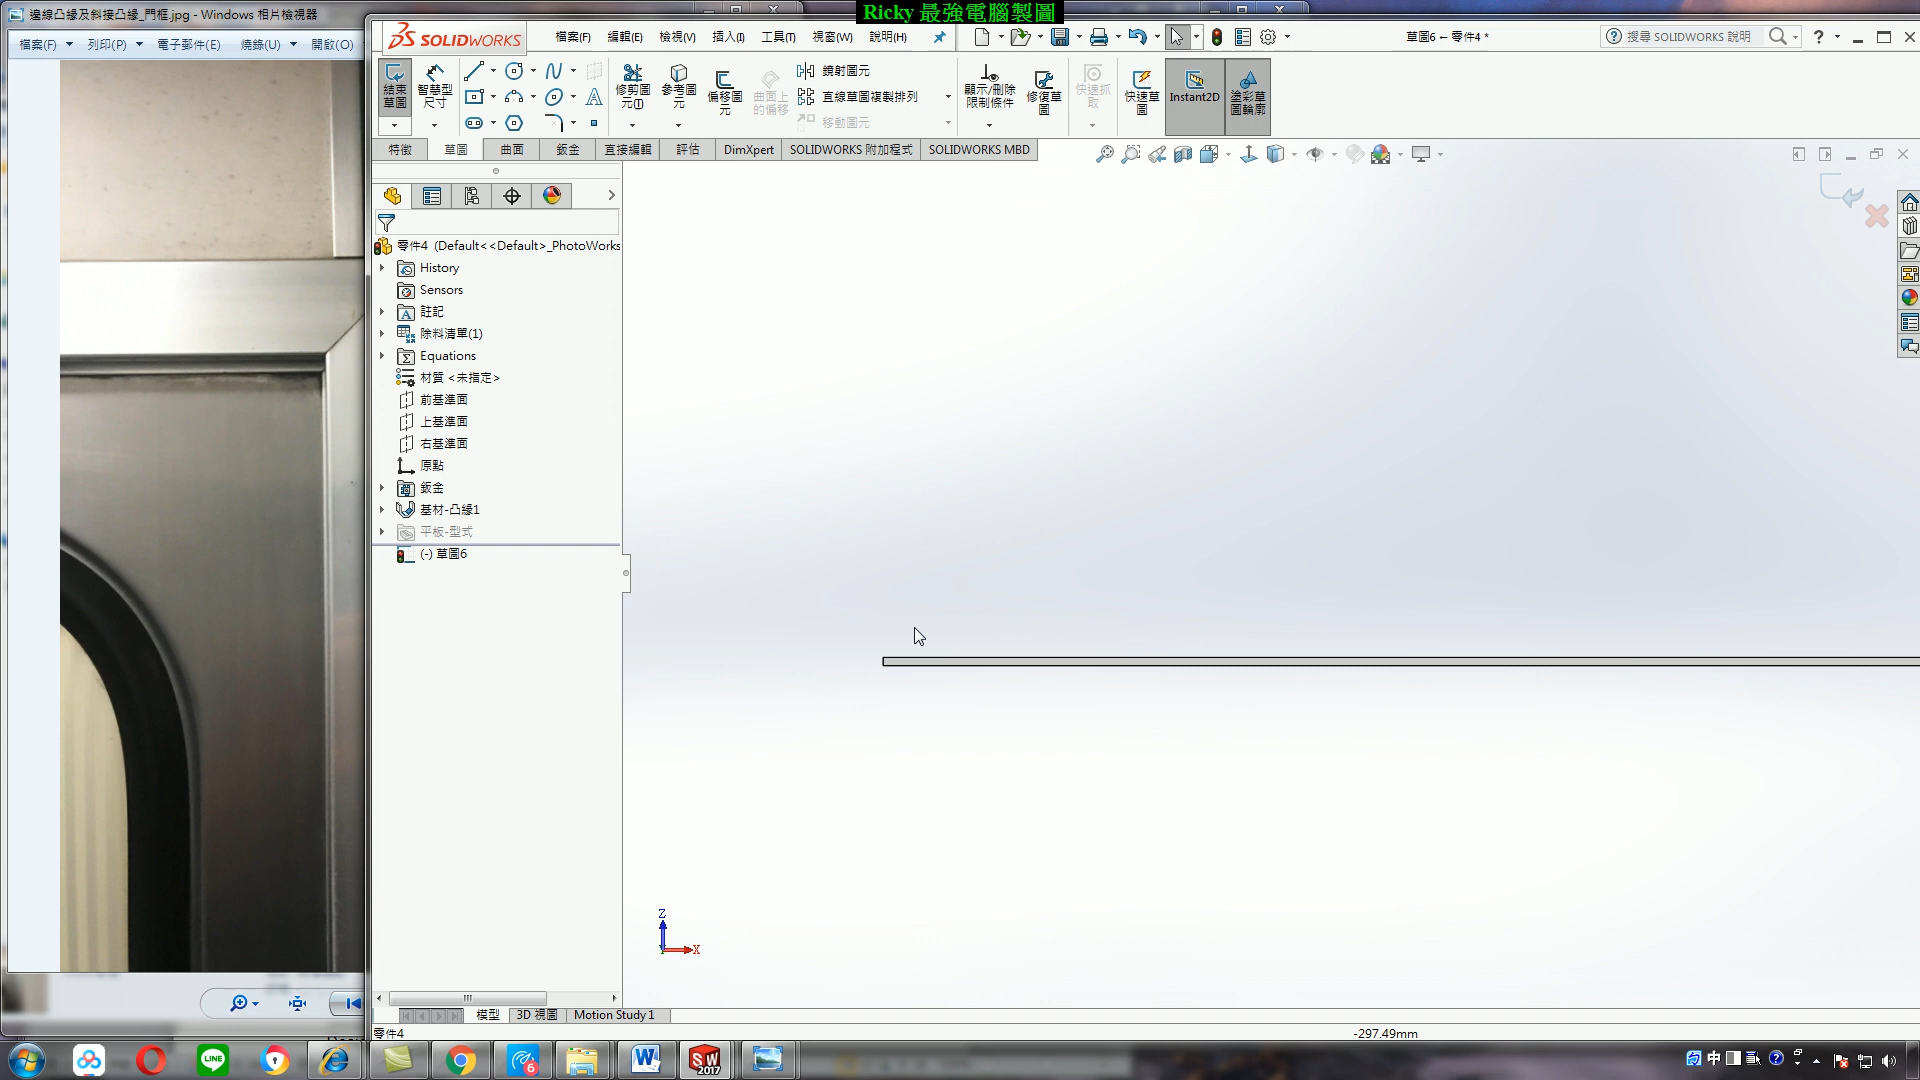 邊緣凸緣及斜接凸緣_門框.jpg - Windows 相片檢視器
Ricky 最強電腦製圖
檔案(F) 列印(P) 電子郵件(E) 燒錄(U) 開啟(O)
SOLIDWORKS 檔案(F) 編輯(E) 檢視(V) 插入(I) 工具(T) 視窗(W) 說明(H) 草圖6 ← 零件4 * 搜尋 SOLIDWORKS 說明
結束草圖 智慧型尺寸 修剪圖元(I) 參考圖元 偏移圖元 曲面上的偏移 鏡射圖元 直線草圖複製排列 移動圖元 顯示/刪除限制條件 修復草圖 快速抓取 快速草圖 Instant2D 塗彩草圖輪廓
特徵 草圖 曲面 鈑金 直接編輯 評估 DimXpert SOLIDWORKS 附加程式 SOLIDWORKS MBD
零件4 (Default<<Default>_PhotoWorks
History
Sensors
註記
除料清單(1)
Equations
材質 <未指定>
前基準面
上基準面
右基準面
原點
鈑金
基材-凸緣1
平板-型式
(-) 草圖6
Z
X
模型 3D 視圖 Motion Study 1
零件4 -297.49mm
LINE 6 W SW 2017 中